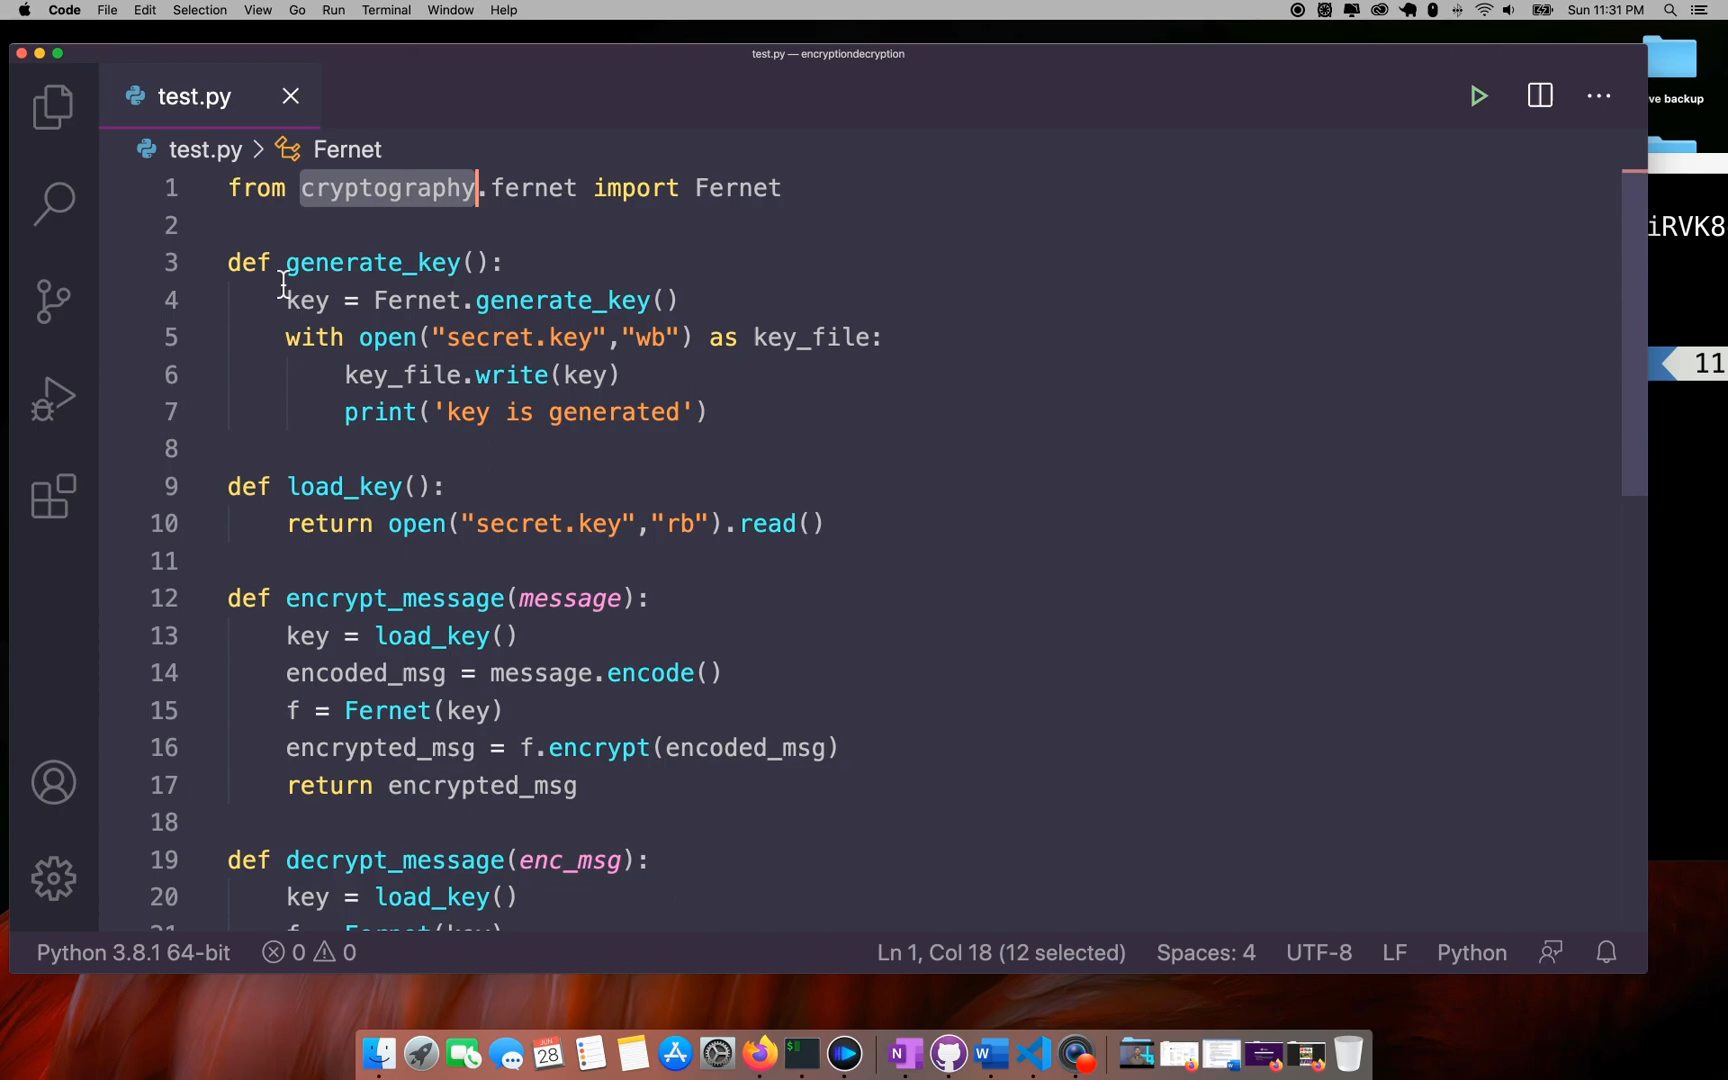 Code File Edit Selection View Go Run Terminal Window Help Sun 11:31 PM
test.py — encryptiondecryption
ve backup
test.py
test.py > Fernet
1 from cryptography.fernet import Fernet
2
3 def generate_key():
4 key = Fernet.generate_key()
5 with open("secret.key","wb") as key_file:
6 key_file.write(key)
7 print('key is generated')
8
9 def load_key():
10 return open("secret.key","rb").read()
11
12 def encrypt_message(message):
13 key = load_key()
14 encoded_msg = message.encode()
15 f = Fernet(key)
16 encrypted_msg = f.encrypt(encoded_msg)
17 return encrypted_msg
18
19 def decrypt_message(enc_msg):
20 key = load_key()
21 f = Fernet(key)
iRVK8
11
Python 3.8.1 64-bit 0 0 Ln 1, Col 18 (12 selected) Spaces: 4 UTF-8 LF Python
JUN
28